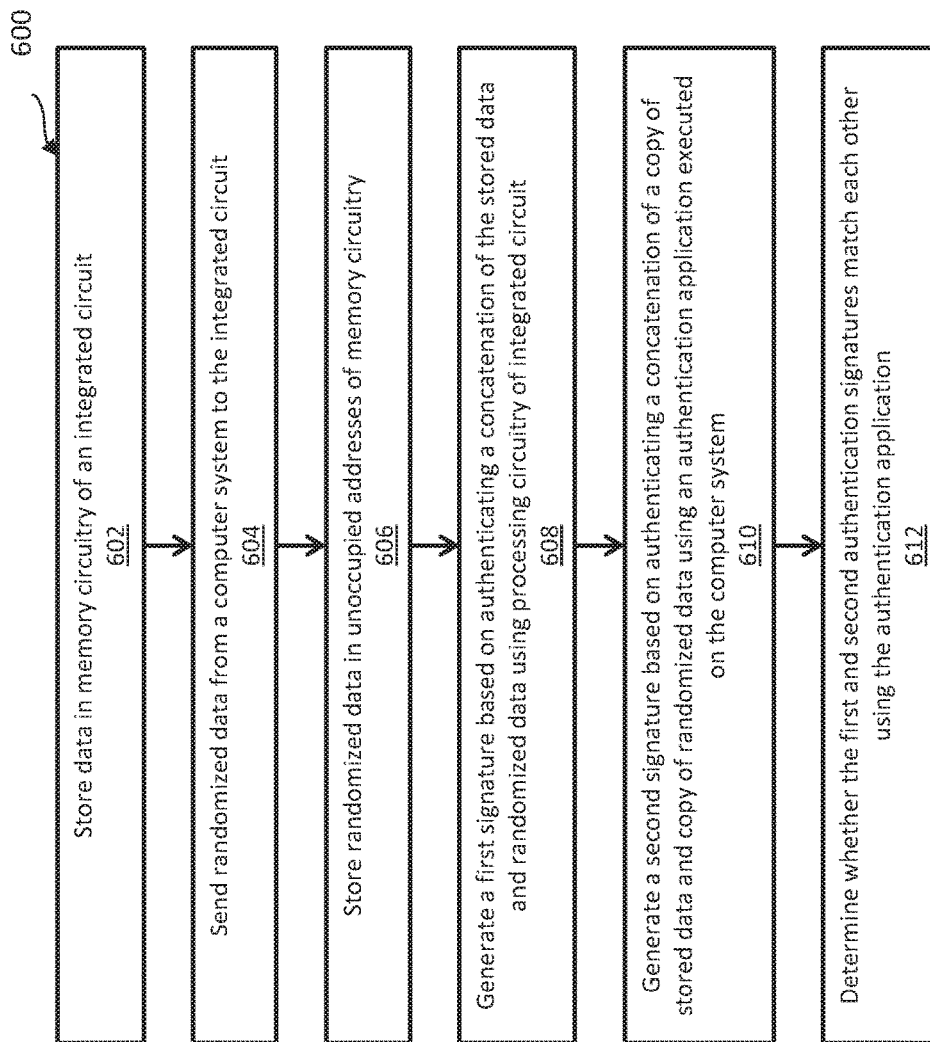 600
Store data in memory circuitry of an integrated circuit
602
Send randomized data from a computer system to the integrated circuit
604
Store randomized data in unoccupied addresses of memory circuitry
606
Generate a first signature based on authenticating a concatenation of the stored data
and randomized data using processing circuitry of integrated circuit
608
Generate a second signature based on authenticating a concatenation of a copy of
stored data and copy of randomized data using an authentication application executed
on the computer system
610
Determine whether the first and second authentication signatures match each other
using the authentication application
612